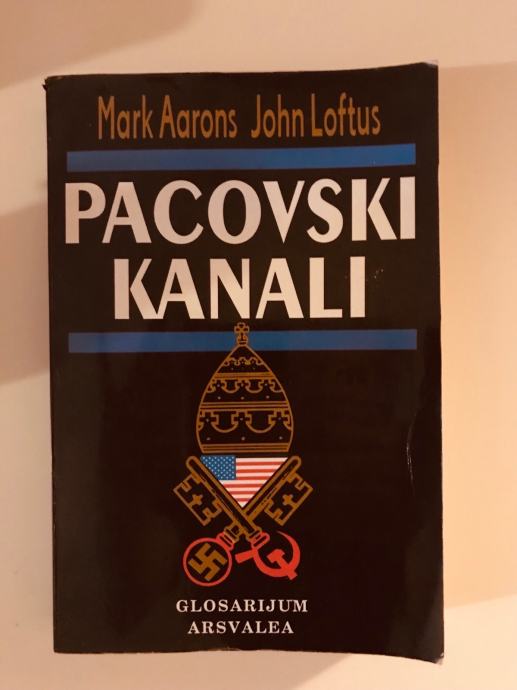 Mark Aarons John Loftus
PACOVSKI
KANALI
GLOSARIJUM
ARSVALEA